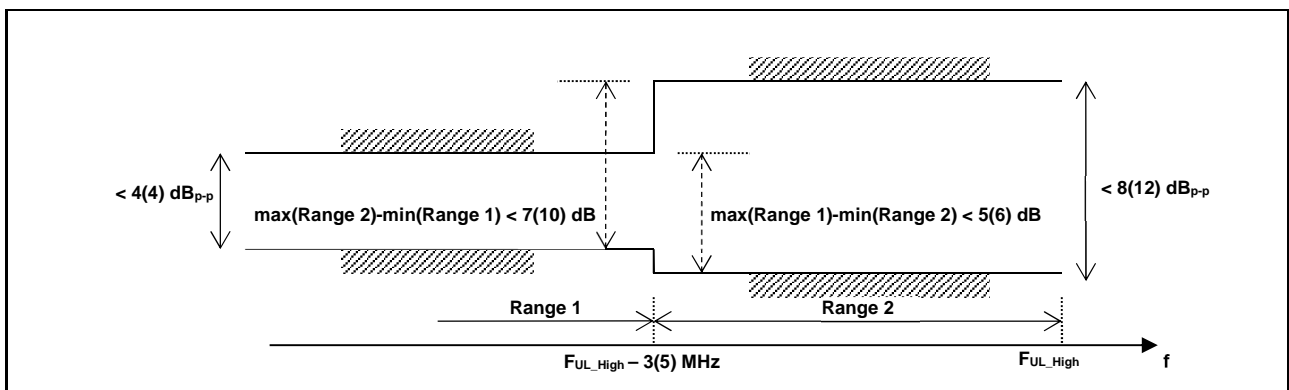 < 4(4) dBp-p
max(Range 2)-min(Range 1) < 7(10) dB
max(Range 1)-min(Range 2) < 5(6) dB
< 8(12) dBp-p
Range 1
Range 2
FUL_High – 3(5) MHz
FUL_High
f